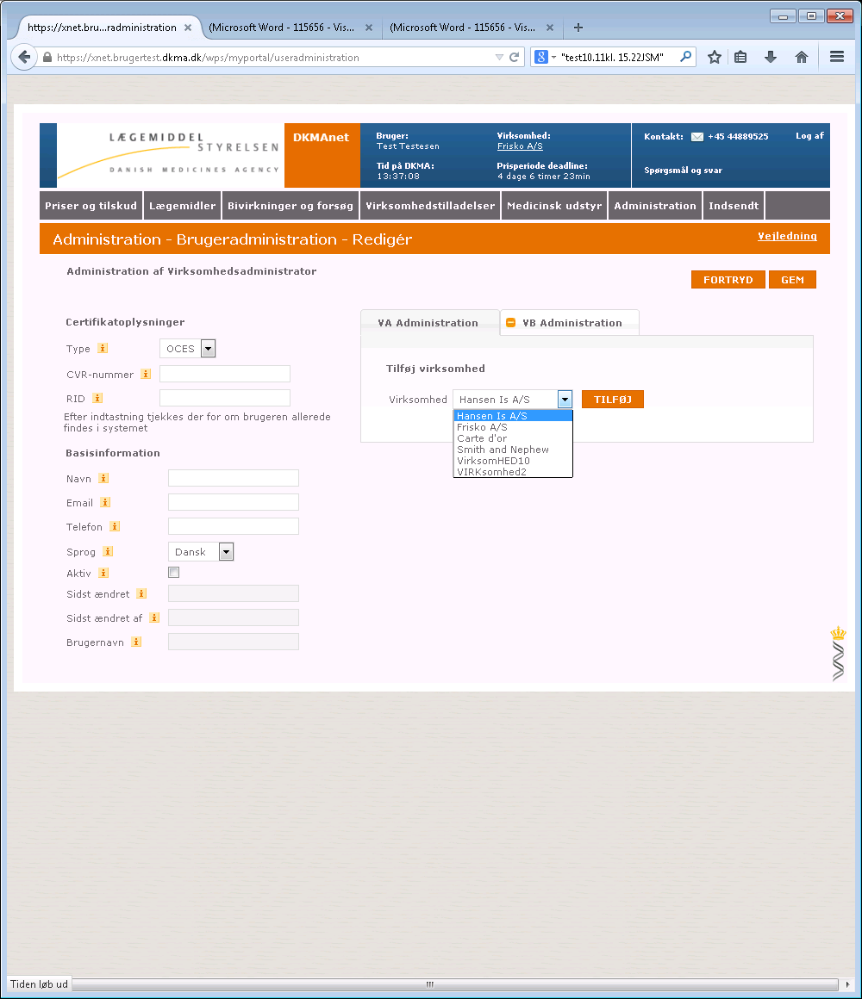 https://xnet.bru...radministration
(Microsoft Word - 115656 - Vis...
(Microsoft Word - 115656 - Vis...
https://xnet.brugertest.dkma.dk/wps/myportal/useradministration
8
"test10.11kl. 15.22JSM"
LÆGEMIDDEL
STYRELSEN
DANISH MEDICINES AGENCY
DKMAnet
Bruger:
Test Testesen
Tid på DKMA:
13:37:08
Virksomhed:
Frisko A/S
Prisperiode deadline:
4 dage 6 timer 23min
Kontakt: +45 44889525
Log af
Spørgsmål og svar
Priser og tilskud Lægemidler Bivirkninger og forsøg Virksomhedstilladelser Medicinsk udstyr Administration Indsendt
Administration - Brugeradministration - Redigér
Vejledning
Administration af Virksomhedsadministrator
FORTRYD GEM
Certifikatoplysninger
Type i OCES
CVR-nummer i
RID i
Efter indtastning tjekkes der for om brugeren allerede
findes i systemet
Basisinformation
Navn i
Email i
Telefon i
Sprog i Dansk
Aktiv i
Sidst ændret i
Sidst ændret af i
Brugernavn i
VA Administration
VB Administration
Tilføj virksomhed
Virksomhed Hansen Is A/S TILFØJ
Hansen Is A/S
Frisko A/S
Carte d'or
Smith and Nephew
VirksomHED10
VIRKsomhed2
Tiden løb ud